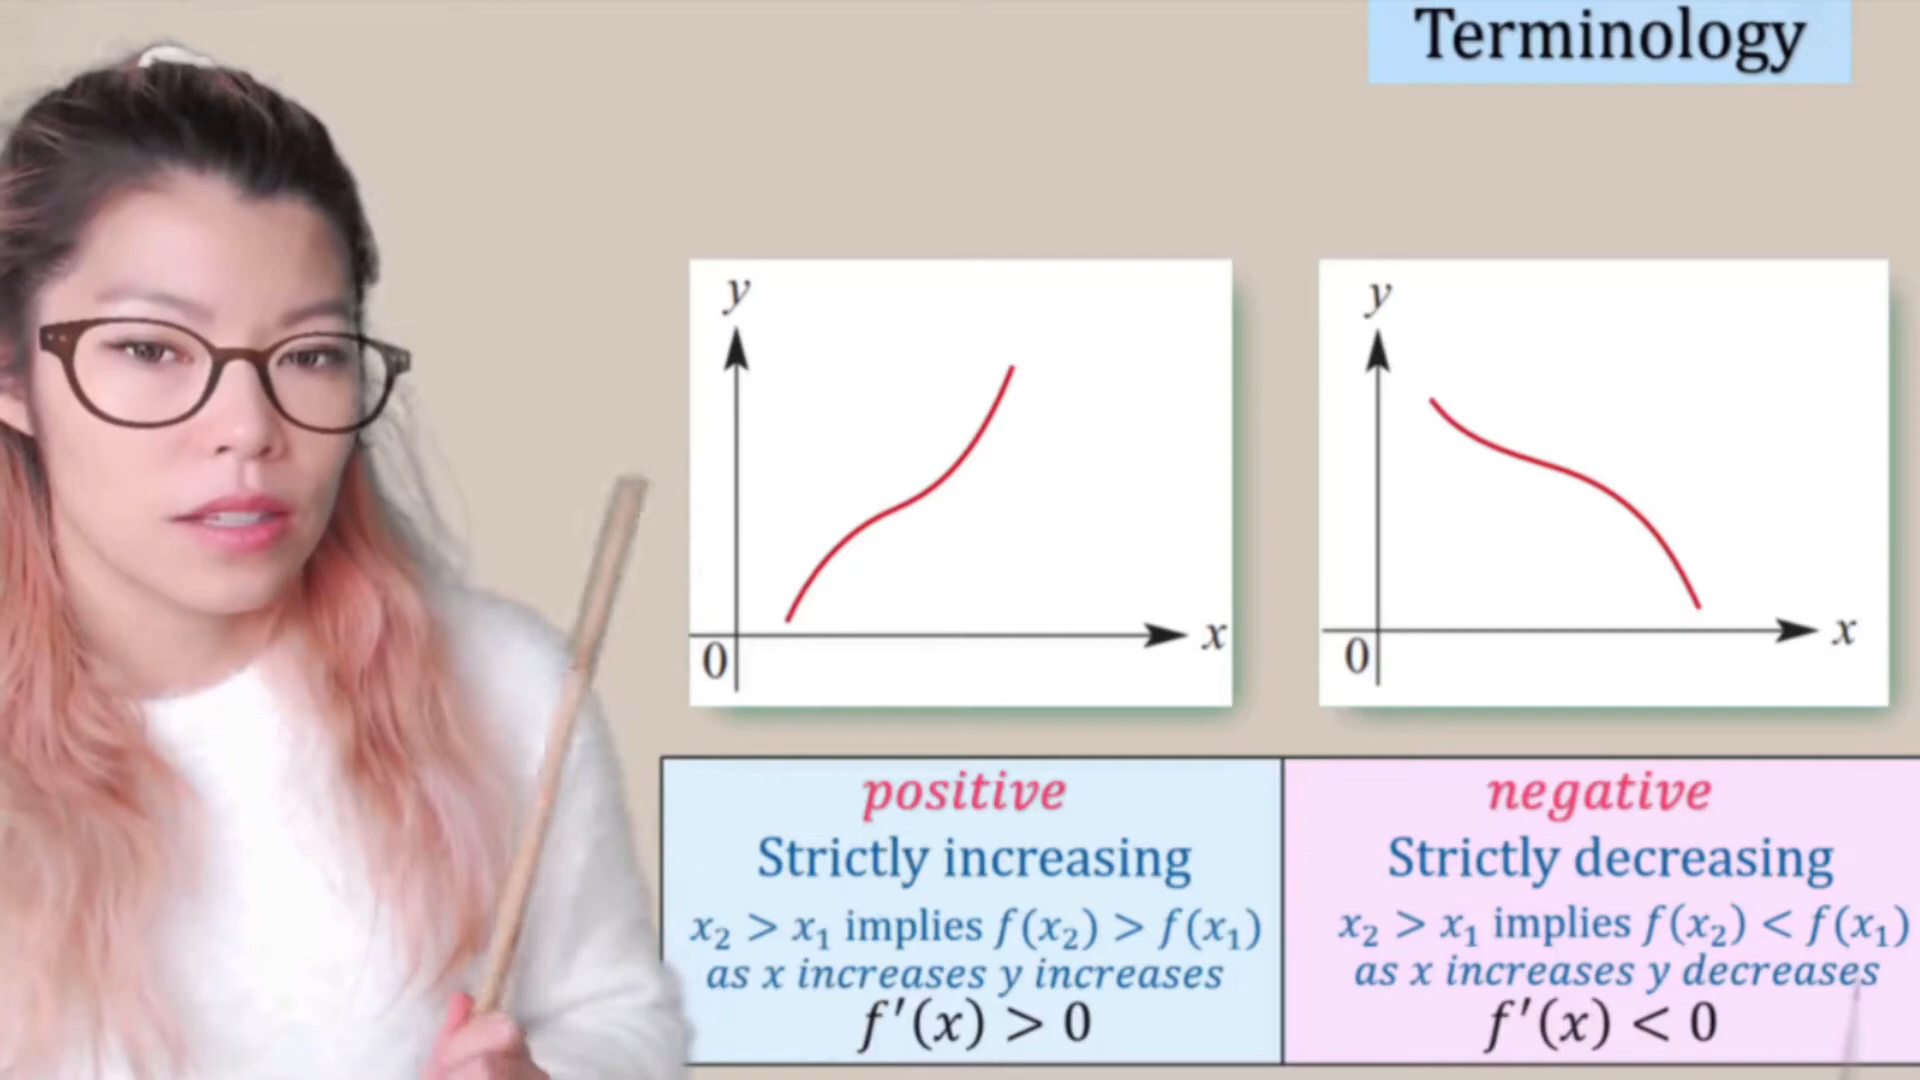 Terminology
y
x
0
y
x
0
positive
Strictly increasing
x₂ > x₁ implies f(x₂) > f(x₁)
as x increases y increases
f′(x) > 0
negative
Strictly decreasing
x₂ > x₁ implies f(x₂) < f(x₁)
as x increases y decreases
f′(x) < 0